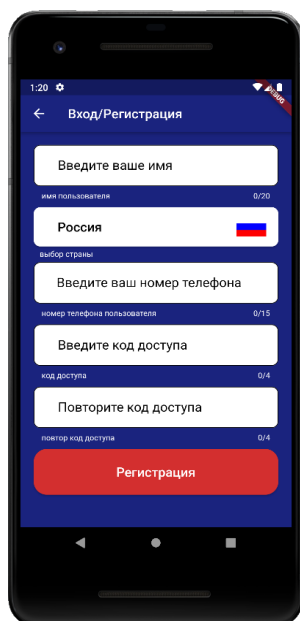 1:20
DEBUG
Вход/Регистрация
Введите ваше имя
имя пользователя 0/20
Россия
выбор страны
Введите ваш номер телефона
номер телефона пользователя 0/15
Введите код доступа
код доступа 0/4
Повторите код доступа
повтор код доступа 0/4
Регистрация